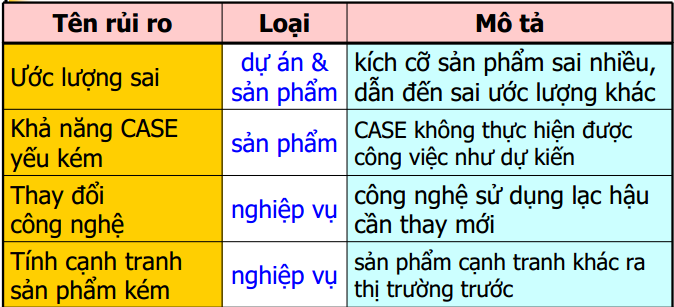 Tên rủi ro Loại Mô tả
Ước lượng sai
dự án &
sản phẩm
kích cỡ sản phẩm sai nhiều,
dẫn đến sai ước lượng khác
Khả năng CASE
yếu kém
sản phẩm
CASE không thực hiện được
công việc như dự kiến
Thay đổi
công nghệ
nghiệp vụ
công nghệ sử dụng lạc hậu
cần thay mới
Tính cạnh tranh
sản phẩm kém
nghiệp vụ
sản phẩm cạnh tranh khác ra
thị trường trước